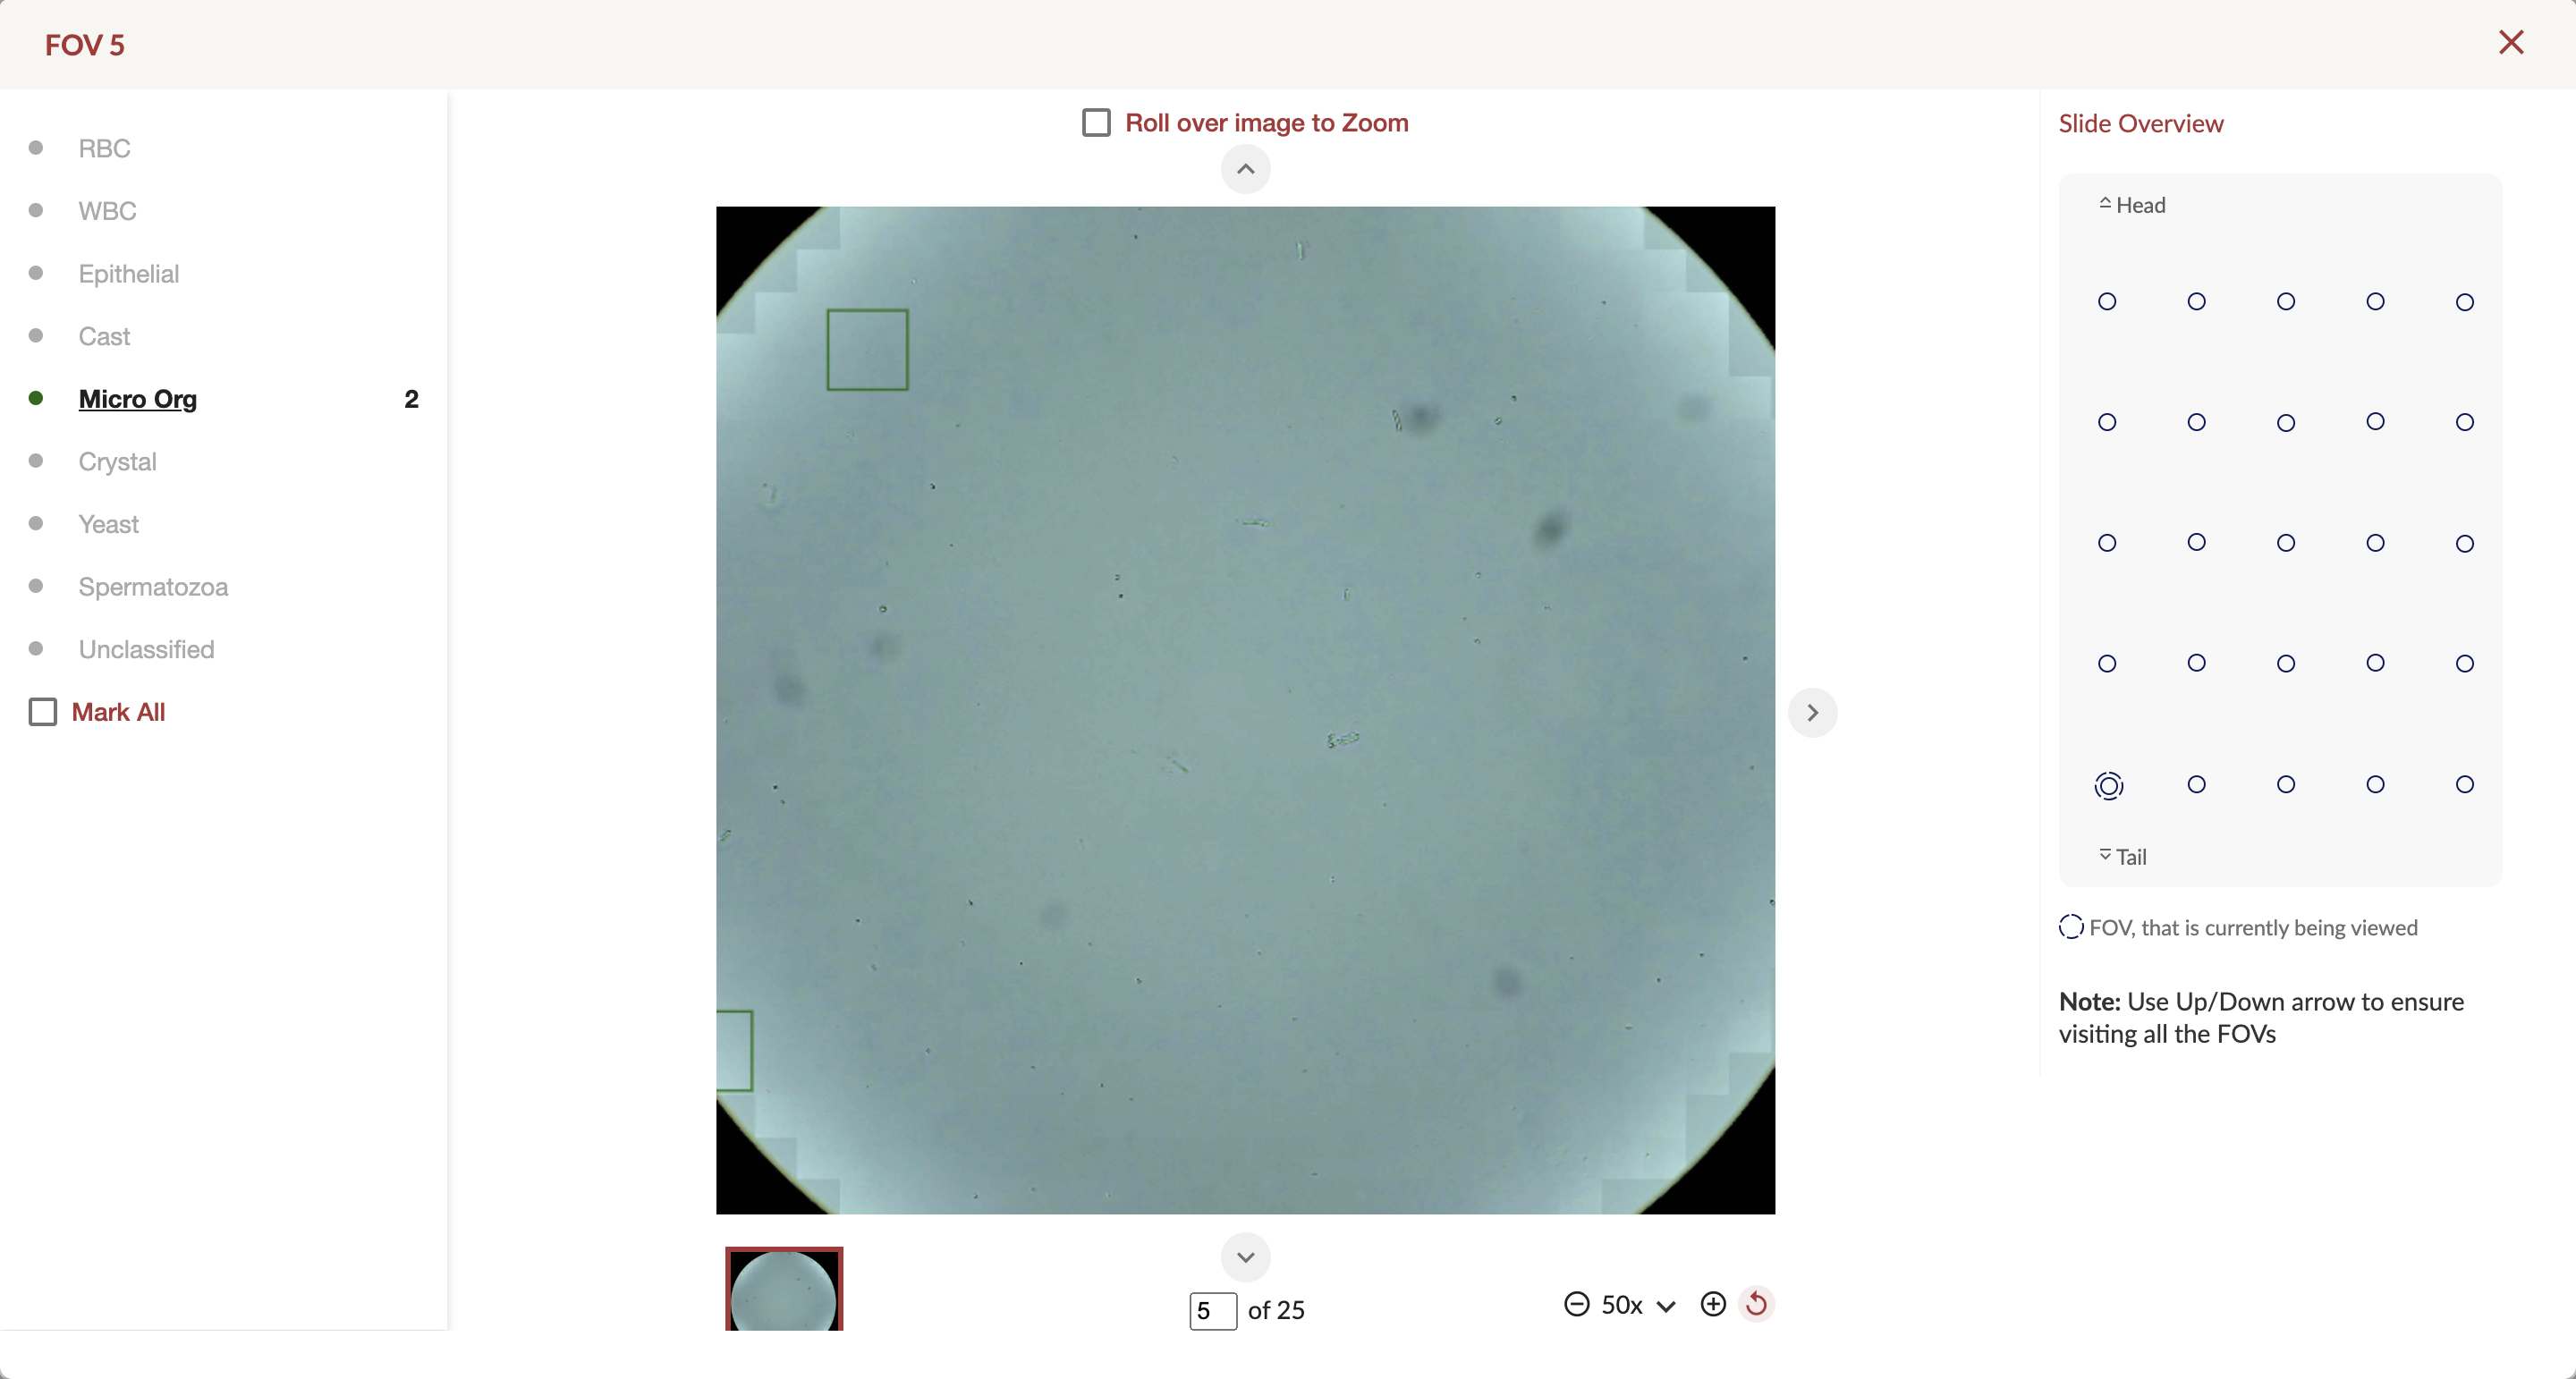 FOV 5
RBC
WBC
Epithelial
Cast
Micro Org 2
Crystal
Yeast
Spermatozoa
Unclassified
Mark All
Roll over image to Zoom
5 of 25
50x
Slide Overview
Head
Tail
FOV, that is currently being viewed
Note: Use Up/Down arrow to ensure
visiting all the FOVs